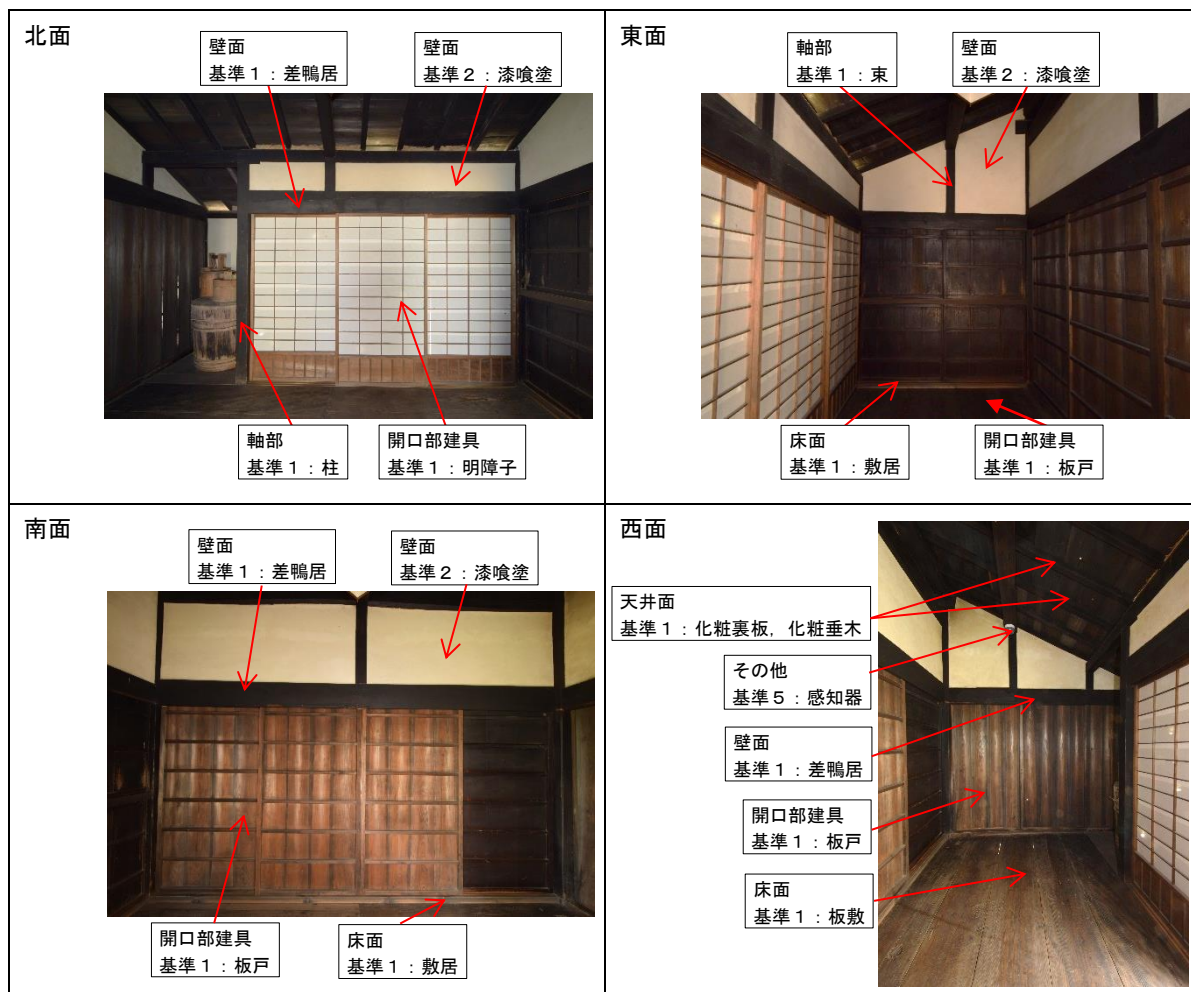 北面
壁面
基準1:差鴨居
壁面
基準2:漆喰塗
軸部
基準1:柱
開口部建具
基準1:明障子
東面
軸部
基準1:束
壁面
基準2:漆喰塗
床面
基準1:敷居
開口部建具
基準1:板戸
南面
壁面
基準1:差鴨居
壁面
基準2:漆喰塗
開口部建具
基準1:板戸
床面
基準1:敷居
西面
天井面
基準1:化粧裏板,化粧垂木
その他
基準5:感知器
壁面
基準1:差鴨居
開口部建具
基準1:板戸
床面
基準1:板敷